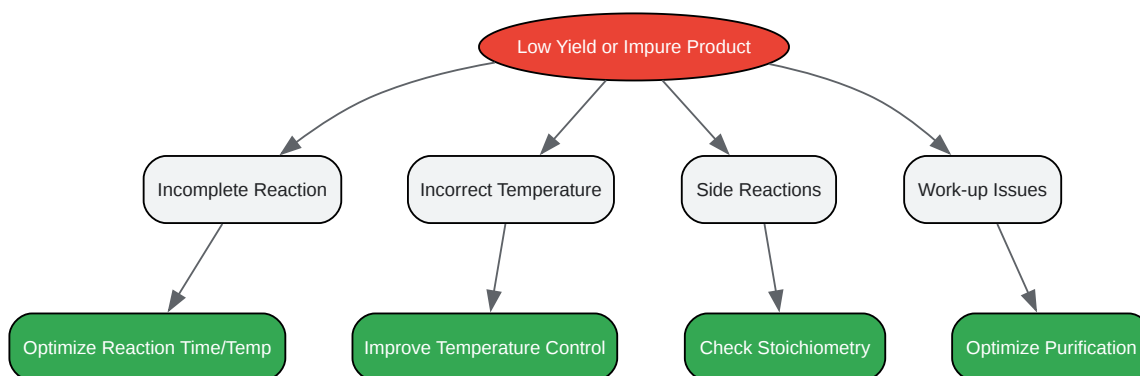 Low Yield or Impure Product
Incomplete Reaction
Incorrect Temperature
Side Reactions
Work-up Issues
Optimize Reaction Time/Temp
Improve Temperature Control
Check Stoichiometry
Optimize Purification